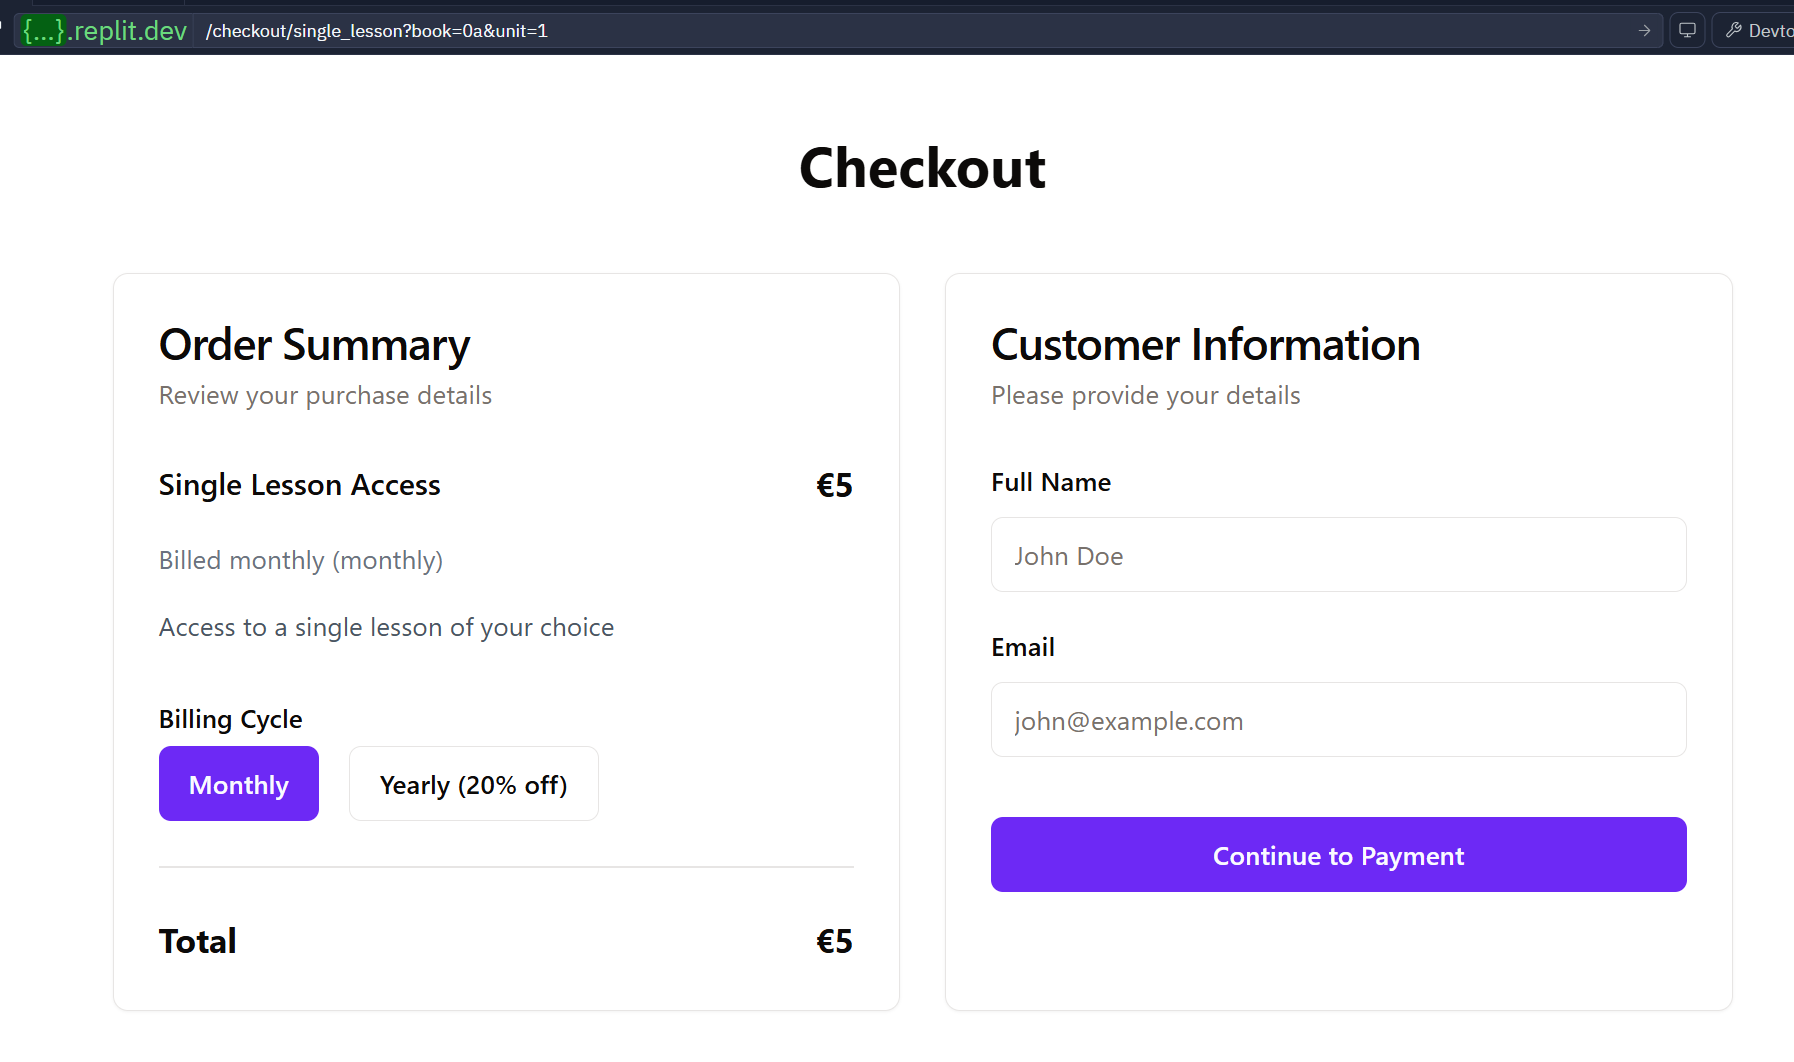 {...}.replit.dev /checkout/single_lesson?book=0a&unit=1
Checkout
Order Summary
Review your purchase details
Single Lesson Access €5
Billed monthly (monthly)
Access to a single lesson of your choice
Billing Cycle
Monthly Yearly (20% off)
Total €5
Customer Information
Please provide your details
Full Name
John Doe
Email
john@example.com
Continue to Payment